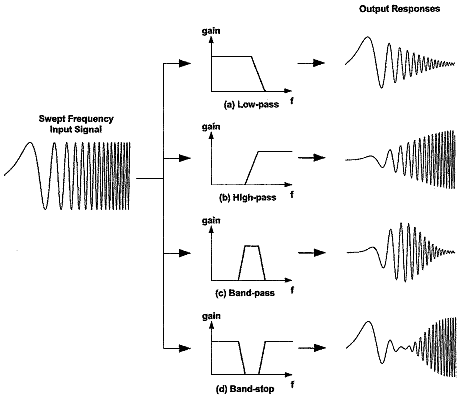 Output Responses
gain
f
(a) Low-pass
Swept Frequency
Input Signal
gain
f
(b) High-pass
gain
f
(c) Band-pass
gain
f
(d) Band-stop